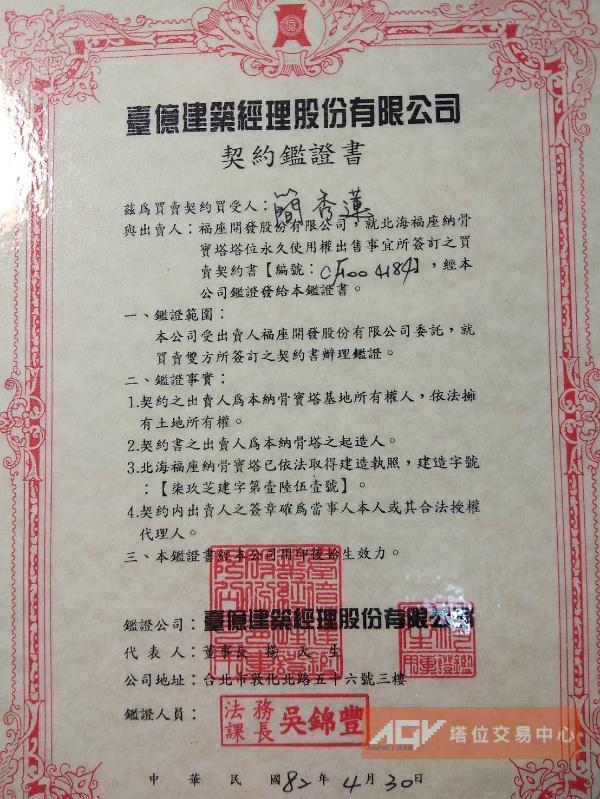 臺億建築經理股份有限公司
契約鑑證書
茲為買賣契約買受人：簡秀蓮
與出賣人：福座開發股份有限公司，就北海福座納骨
寶塔塔位永久使用權出售事宜所簽訂之買
賣契約書【編號：　　004184】，經本
公司鑑證發給本鑑證書。
一、鑑證範圍：
本公司受出賣人福座開發股份有限公司委託，就
買賣雙方所簽訂之契約書辦理鑑證。
二、鑑證事實：
1.契約之出賣人為本納骨寶塔基地所有權人，依法擁
有土地所有權。
2.契約書之出賣人為本納骨塔之起造人。
3.北海福座納骨寶塔已依法取得建造執照，建造字號
：【柒玖芝建字第壹陸伍壹號】。
4.契約內出賣人之簽章確為當事人本人或其合法授權
代理人。
三、本鑑證書經本公司用印後始生效力。
鑑證公司：臺億建築經理股份有限公司
代表人：董事長 楊天生
公司地址：台北市敦化北路五十六號三樓
鑑證人員：法務課長 吳錦豐
AGV 塔位交易中心
中華民國82年4月30日